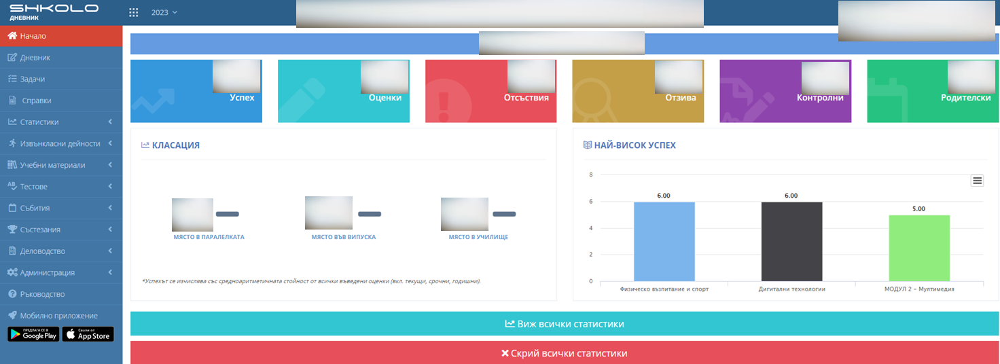 SHKOLO
ДНЕВНИК
2023
Начало
Дневник
Задачи
Справки
Статистики
Извънкласни дейности
Учебни материали
Тестове
Събития
Състезания
Деловодство
Администрация
Ръководство
Мобилно приложение
ПРЕДЛАГА СЕ В
Google Play
Свали от
App Store
Успех
Оценки
Отсъствия
Отзива
Контролни
Родителски
КЛАСАЦИЯ
МЯСТО В ПАРАЛЕЛКАТА
МЯСТО ВЪВ ВИПУСКА
МЯСТО В УЧИЛИЩЕ
*Успехът се изчислява със средноаритметичната стойност от всички въведени оценки (вкл. текущи, срочни, годишни).
НАЙ-ВИСОК УСПЕХ
8
6
4
2
0
6.00
6.00
5.00
Физическо възпитание и спорт
Дигитални технологии
МОДУЛ 2 - Мултимедия
Виж всички статистики
Скрий всички статистики